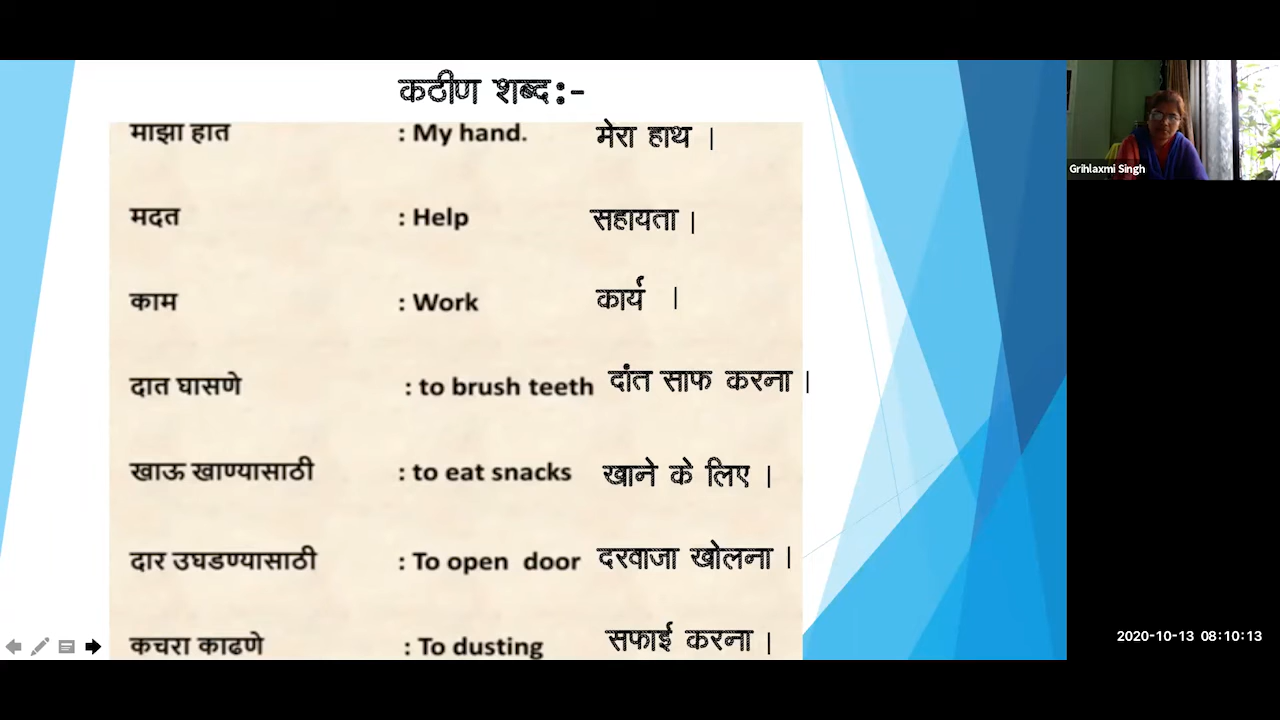 कठीण शब्द:-
माझा हात : My hand. मेरा हाथ ।
मदत : Help सहायता ।
काम : Work कार्य ।
दात घासणे : to brush teeth दांत साफ करना ।
खाऊ खाण्यासाठी : to eat snacks खाने के लिए ।
दार उघडण्यासाठी : To open door दरवाजा खोलना ।
कचरा काढणे : To dusting सफाई करना ।
Grihlaxmi Singh
2020-10-13 08:10:13